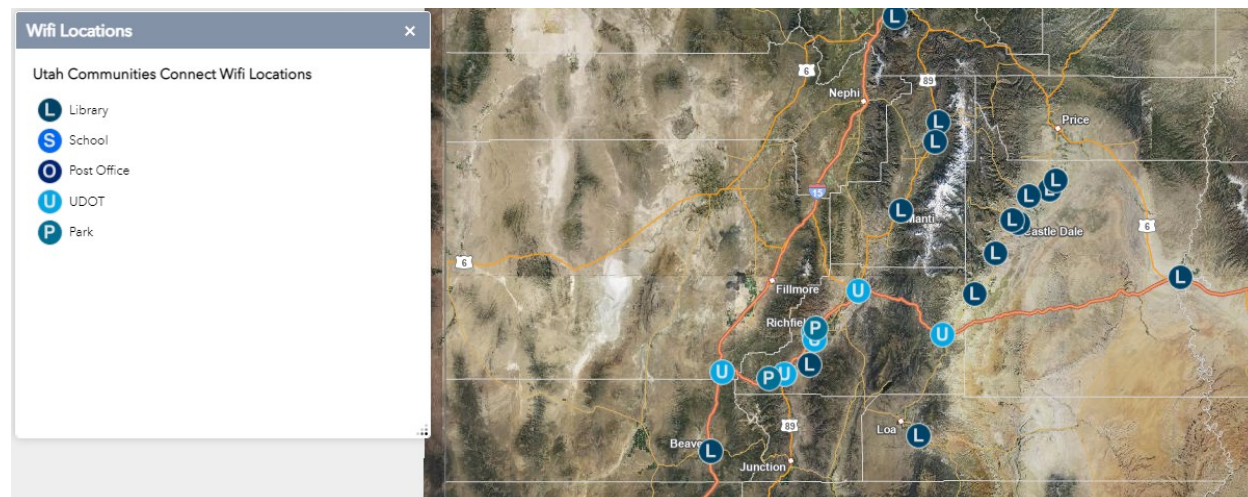 Wifi Locations
×
Utah Communities Connect Wifi Locations
L Library
S School
O Post Office
U UDOT
P Park
L
6
89
Nephi
L
Price
L
L
15
L
L
L
L
Manti
L
Castle Dale
6
L
6
L
Fillmore
U
L
Richfiel
P
U
U
U
L
P
U
89
Loa
L
Beaver
L
Junction